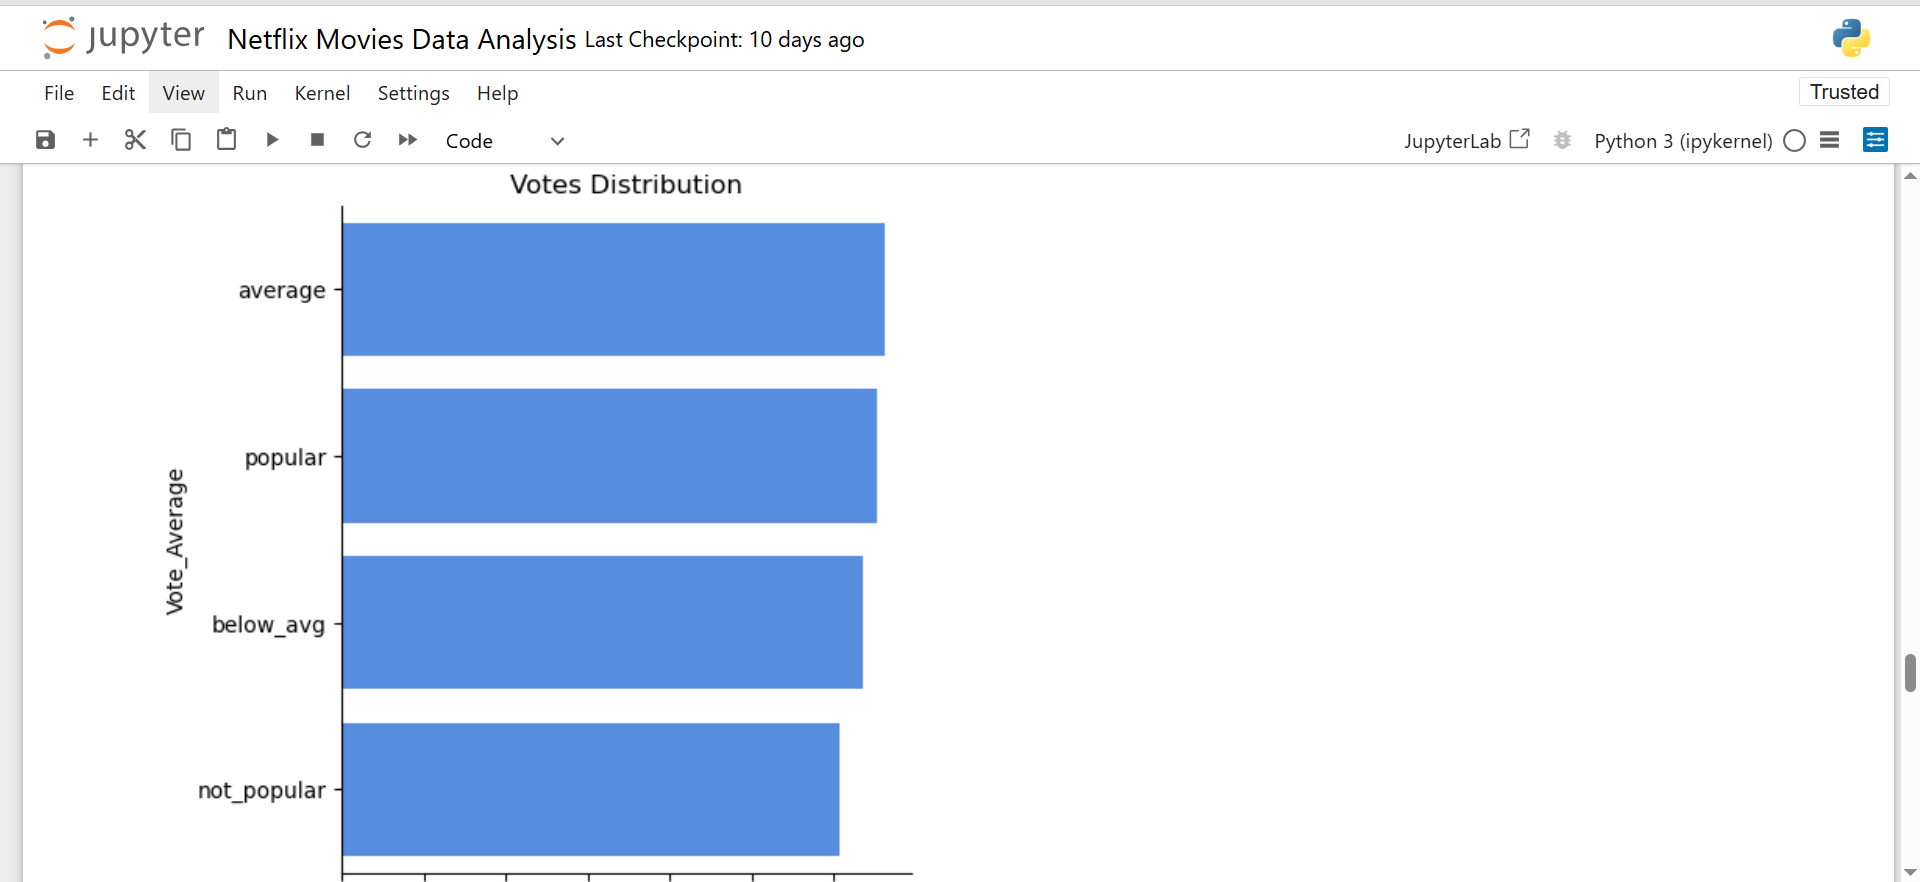 jupyter Netflix Movies Data Analysis Last Checkpoint: 10 days ago
File Edit View Run Kernel Settings Help Trusted
Code JupyterLab Python 3 (ipykernel)
Votes Distribution
average
popular
Vote_Average
below_avg
not_popular